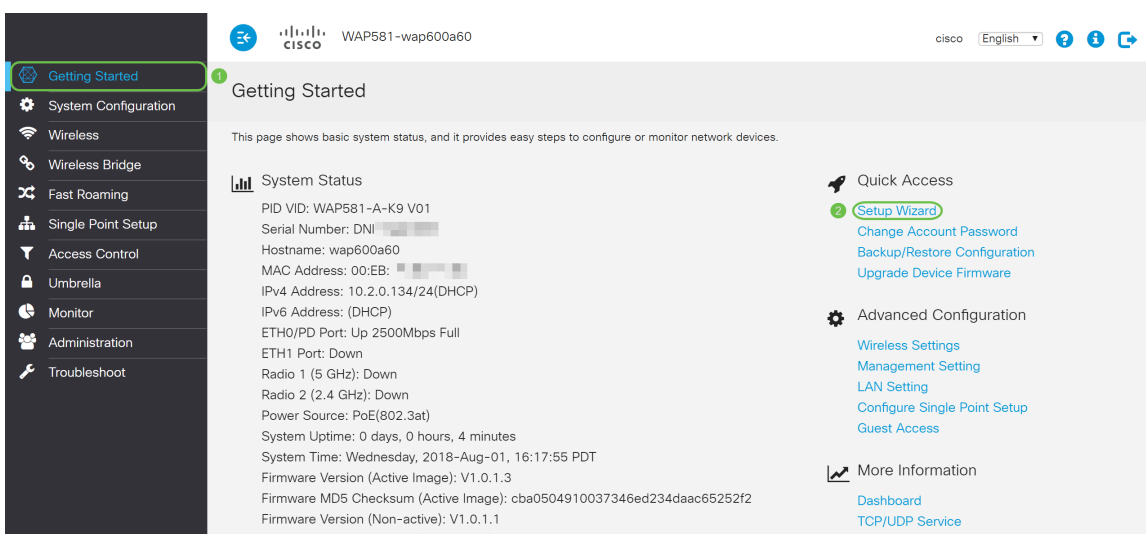 CISCO
WAP581-wap600a60
cisco
English
Getting Started
System Configuration
Wireless
Wireless Bridge
Fast Roaming
Single Point Setup
Access Control
Umbrella
Monitor
Administration
Troubleshoot
1
Getting Started
This page shows basic system status, and it provides easy steps to configure or monitor network devices.
System Status
PID VID: WAP581-A-K9 V01
Serial Number: DNI
Hostname: wap600a60
MAC Address: 00:EB:
IPv4 Address: 10.2.0.134/24(DHCP)
IPv6 Address: (DHCP)
ETH0/PD Port: Up 2500Mbps Full
ETH1 Port: Down
Radio 1 (5 GHz): Down
Radio 2 (2.4 GHz): Down
Power Source: PoE(802.3at)
System Uptime: 0 days, 0 hours, 4 minutes
System Time: Wednesday, 2018-Aug-01, 16:17:55 PDT
Firmware Version (Active Image): V1.0.1.3
Firmware MD5 Checksum (Active Image): cba0504910037346ed234daac65252f2
Firmware Version (Non-active): V1.0.1.1
Quick Access
2 Setup Wizard
Change Account Password
Backup/Restore Configuration
Upgrade Device Firmware
Advanced Configuration
Wireless Settings
Management Setting
LAN Setting
Configure Single Point Setup
Guest Access
More Information
Dashboard
TCP/UDP Service